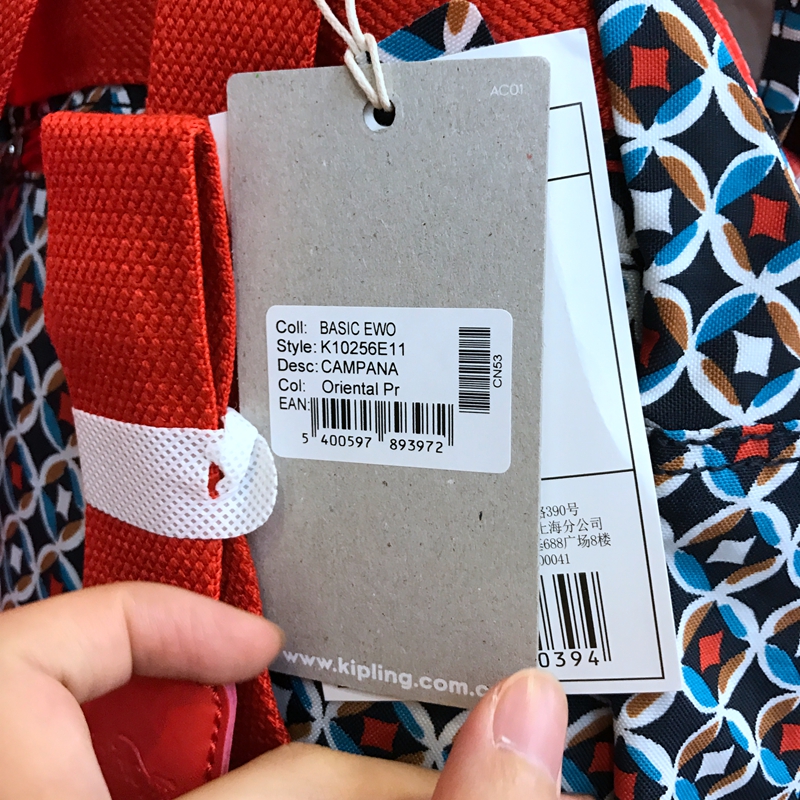 AC01
Coll: BASIC EWO
Style: K10256E11
Desc: CAMPANA
Col: Oriental Pr
EAN:
5 400597 893972
CN53
www.kipling.com.c
390号
上海分公司
688广场8楼
00041
0394